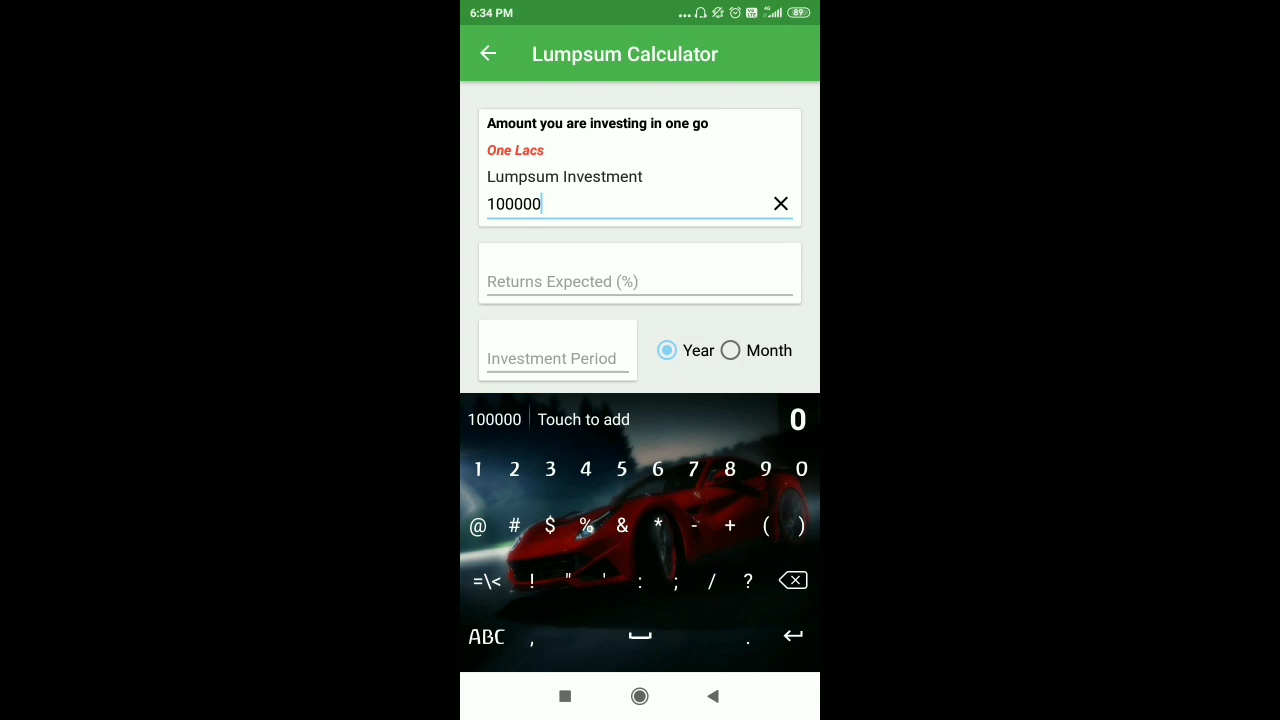 6:34 PM 4G 89
Lumpsum Calculator
Amount you are investing in one go
One Lacs
Lumpsum Investment
100000
Returns Expected (%)
Investment Period
Year Month
100000 Touch to add 0
1 2 3 4 5 6 7 8 9 0
@ # $ % & * - + ( )
=\< ! " ' : ; / ?
ABC , .